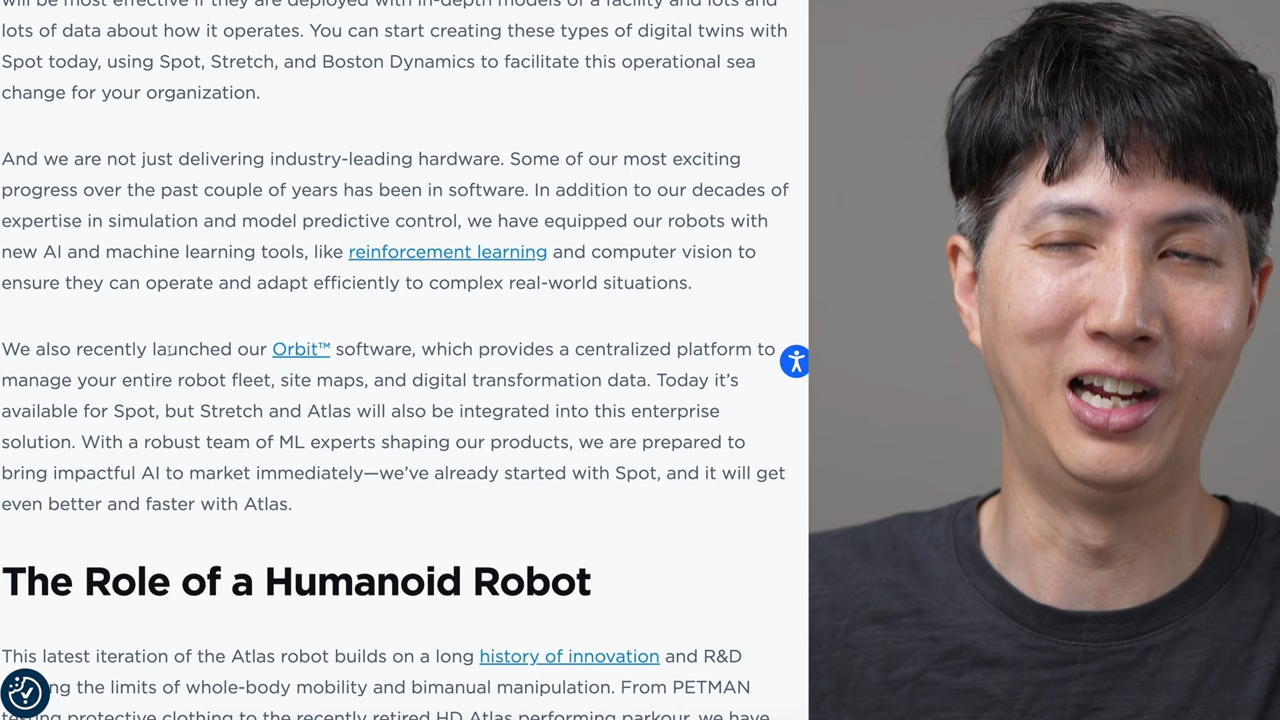 will be most effective if they are deployed with in-depth models of a facility and lots and
lots of data about how it operates. You can start creating these types of digital twins with
Spot today, using Spot, Stretch, and Boston Dynamics to facilitate this operational sea
change for your organization.
And we are not just delivering industry-leading hardware. Some of our most exciting
progress over the past couple of years has been in software. In addition to our decades of
expertise in simulation and model predictive control, we have equipped our robots with
new AI and machine learning tools, like reinforcement learning and computer vision to
ensure they can operate and adapt efficiently to complex real-world situations.
We also recently launched our Orbit™ software, which provides a centralized platform to
manage your entire robot fleet, site maps, and digital transformation data. Today it’s
available for Spot, but Stretch and Atlas will also be integrated into this enterprise
solution. With a robust team of ML experts shaping our products, we are prepared to
bring impactful AI to market immediately—we’ve already started with Spot, and it will get
even better and faster with Atlas.
The Role of a Humanoid Robot
This latest iteration of the Atlas robot builds on a long history of innovation and R&D
the limits of whole-body mobility and bimanual manipulation. From PETMAN
testing protective clothing to the recently retired HD Atlas performing parkour, we have